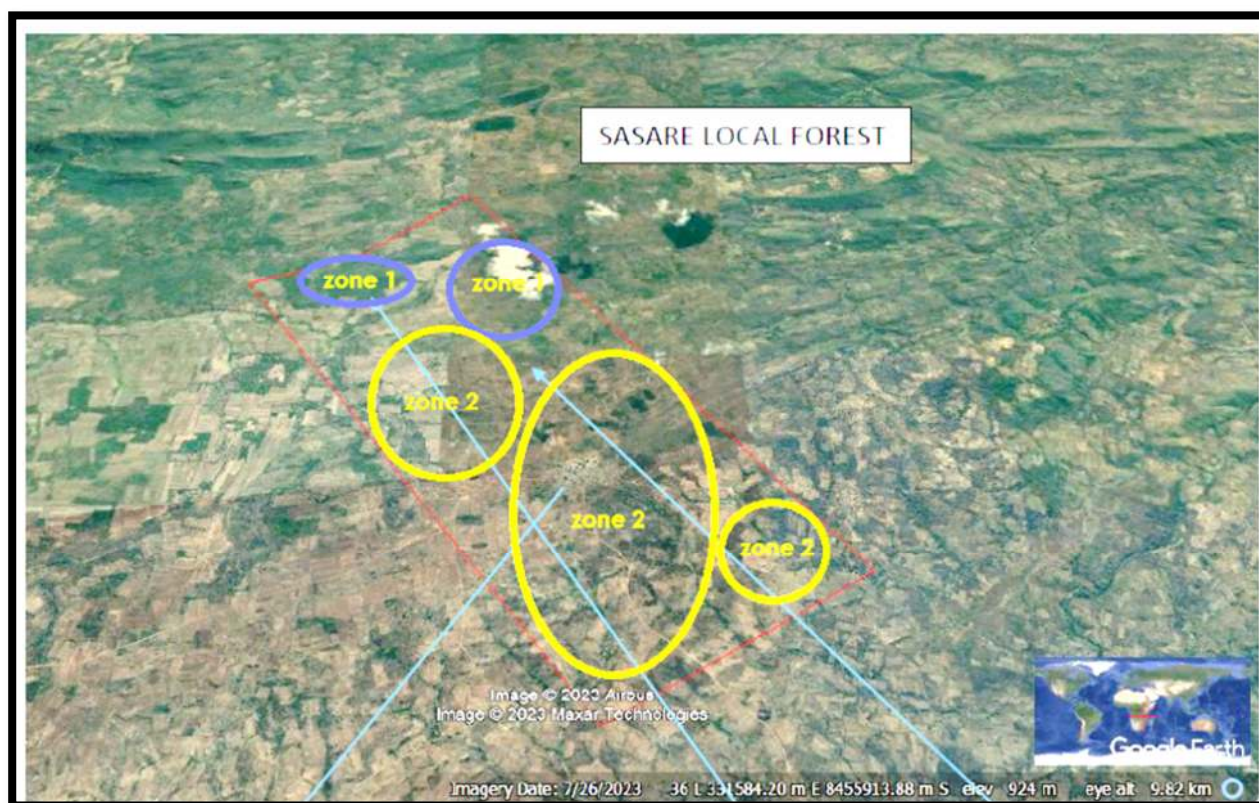 SASARE LOCAL FOREST
zone 1
zone 1
zone 2
zone 2
zone 2
Image © 2023 Airbus
Image © 2023 Maxar Technologies
Google Earth
Imagery Date: 7/26/2023 36 L 331584.20 m E 8455913.88 m S elev 924 m eye alt 9.82 km